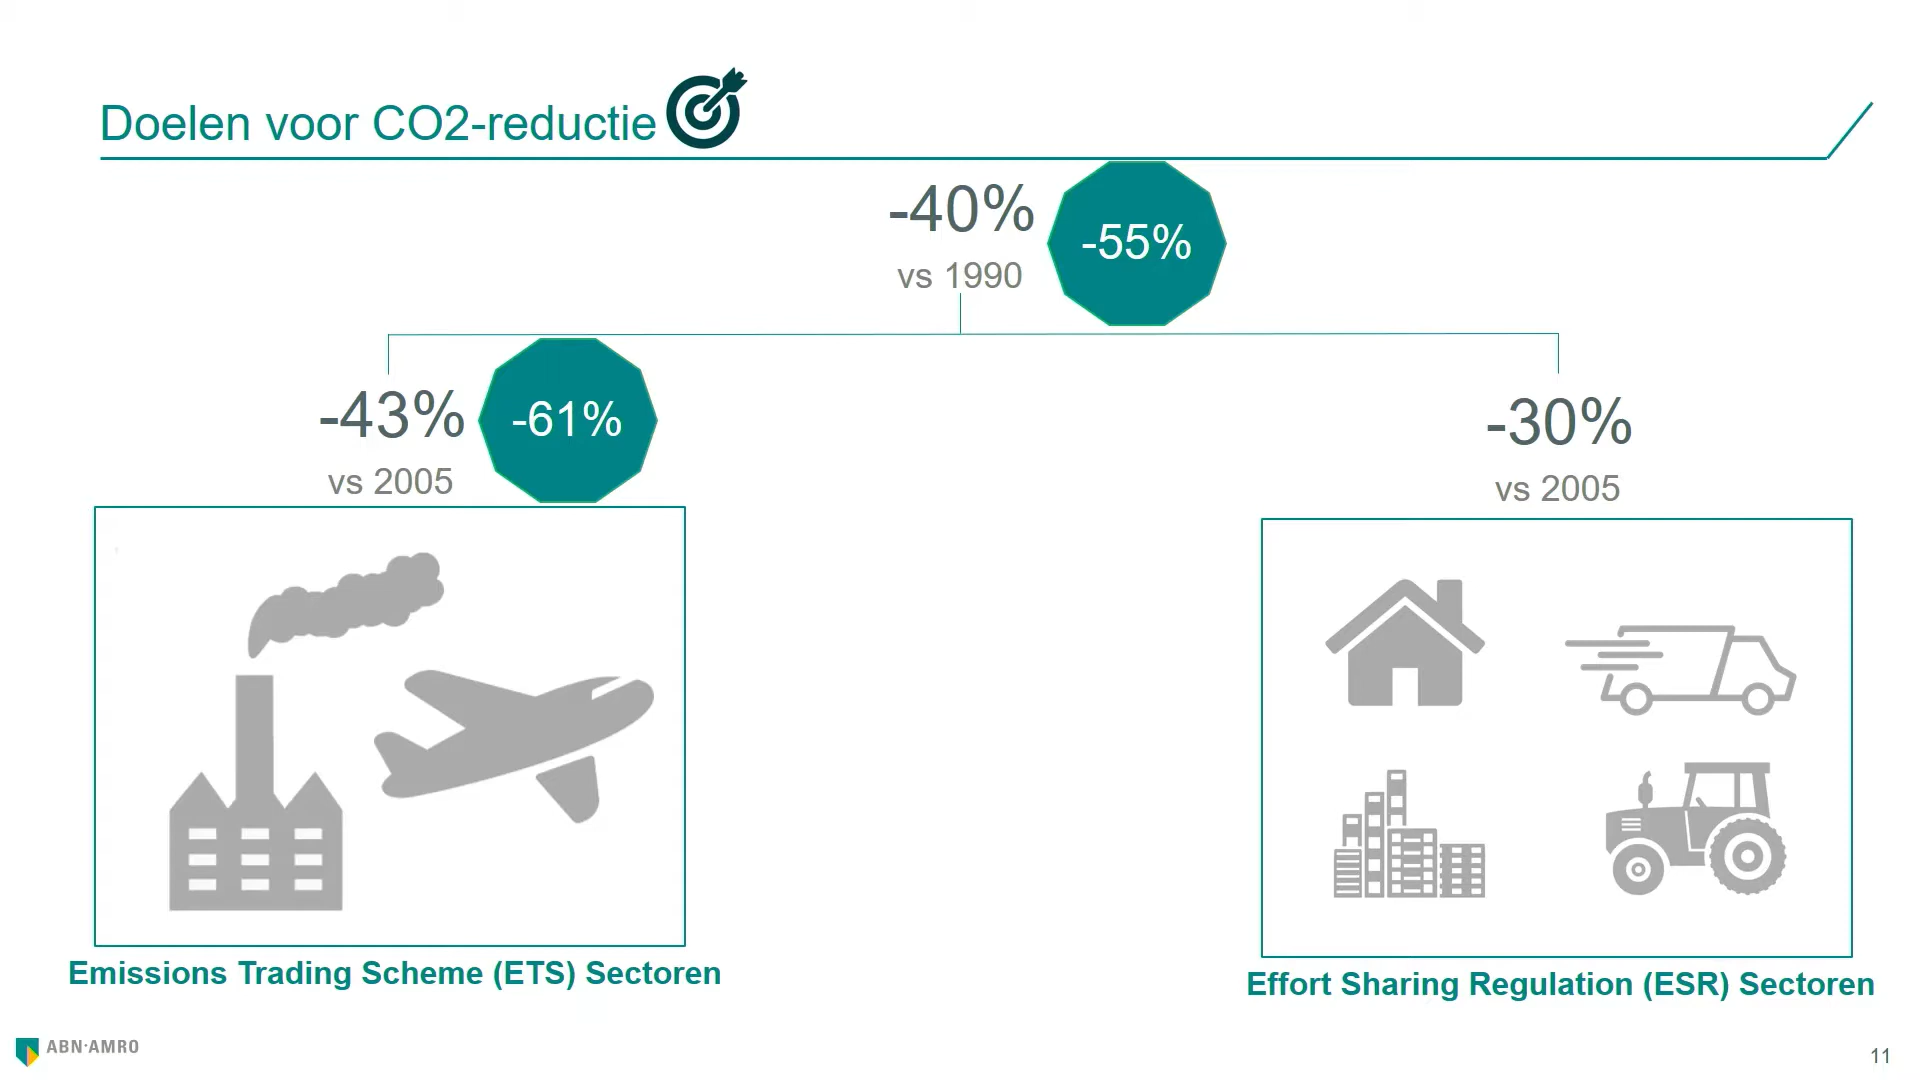 Doelen voor CO2-reductie
-40%
vs 1990
-55%
-43%
vs 2005
-61%
-30%
vs 2005
Emissions Trading Scheme (ETS) Sectoren
Effort Sharing Regulation (ESR) Sectoren
ABN·AMRO
11